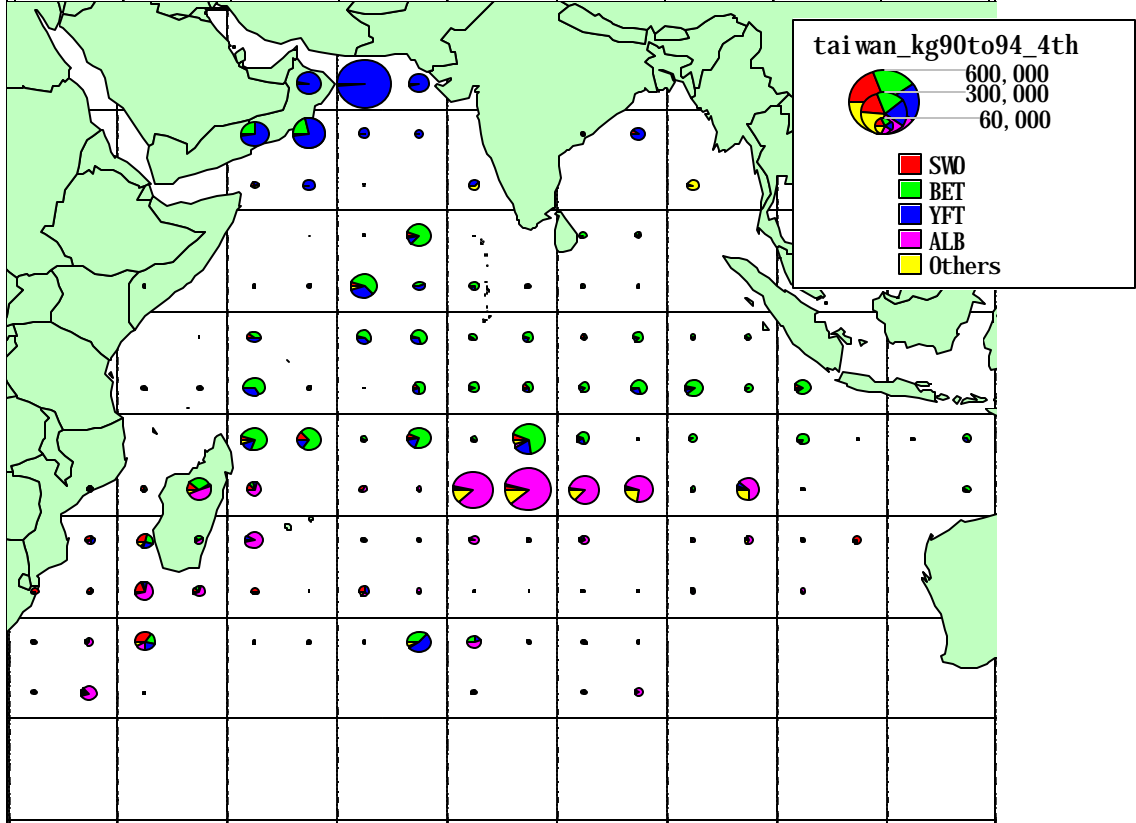 taiwan_kg90to94_4th
600,000
300,000
60,000
SWO
BET
YFT
ALB
Others